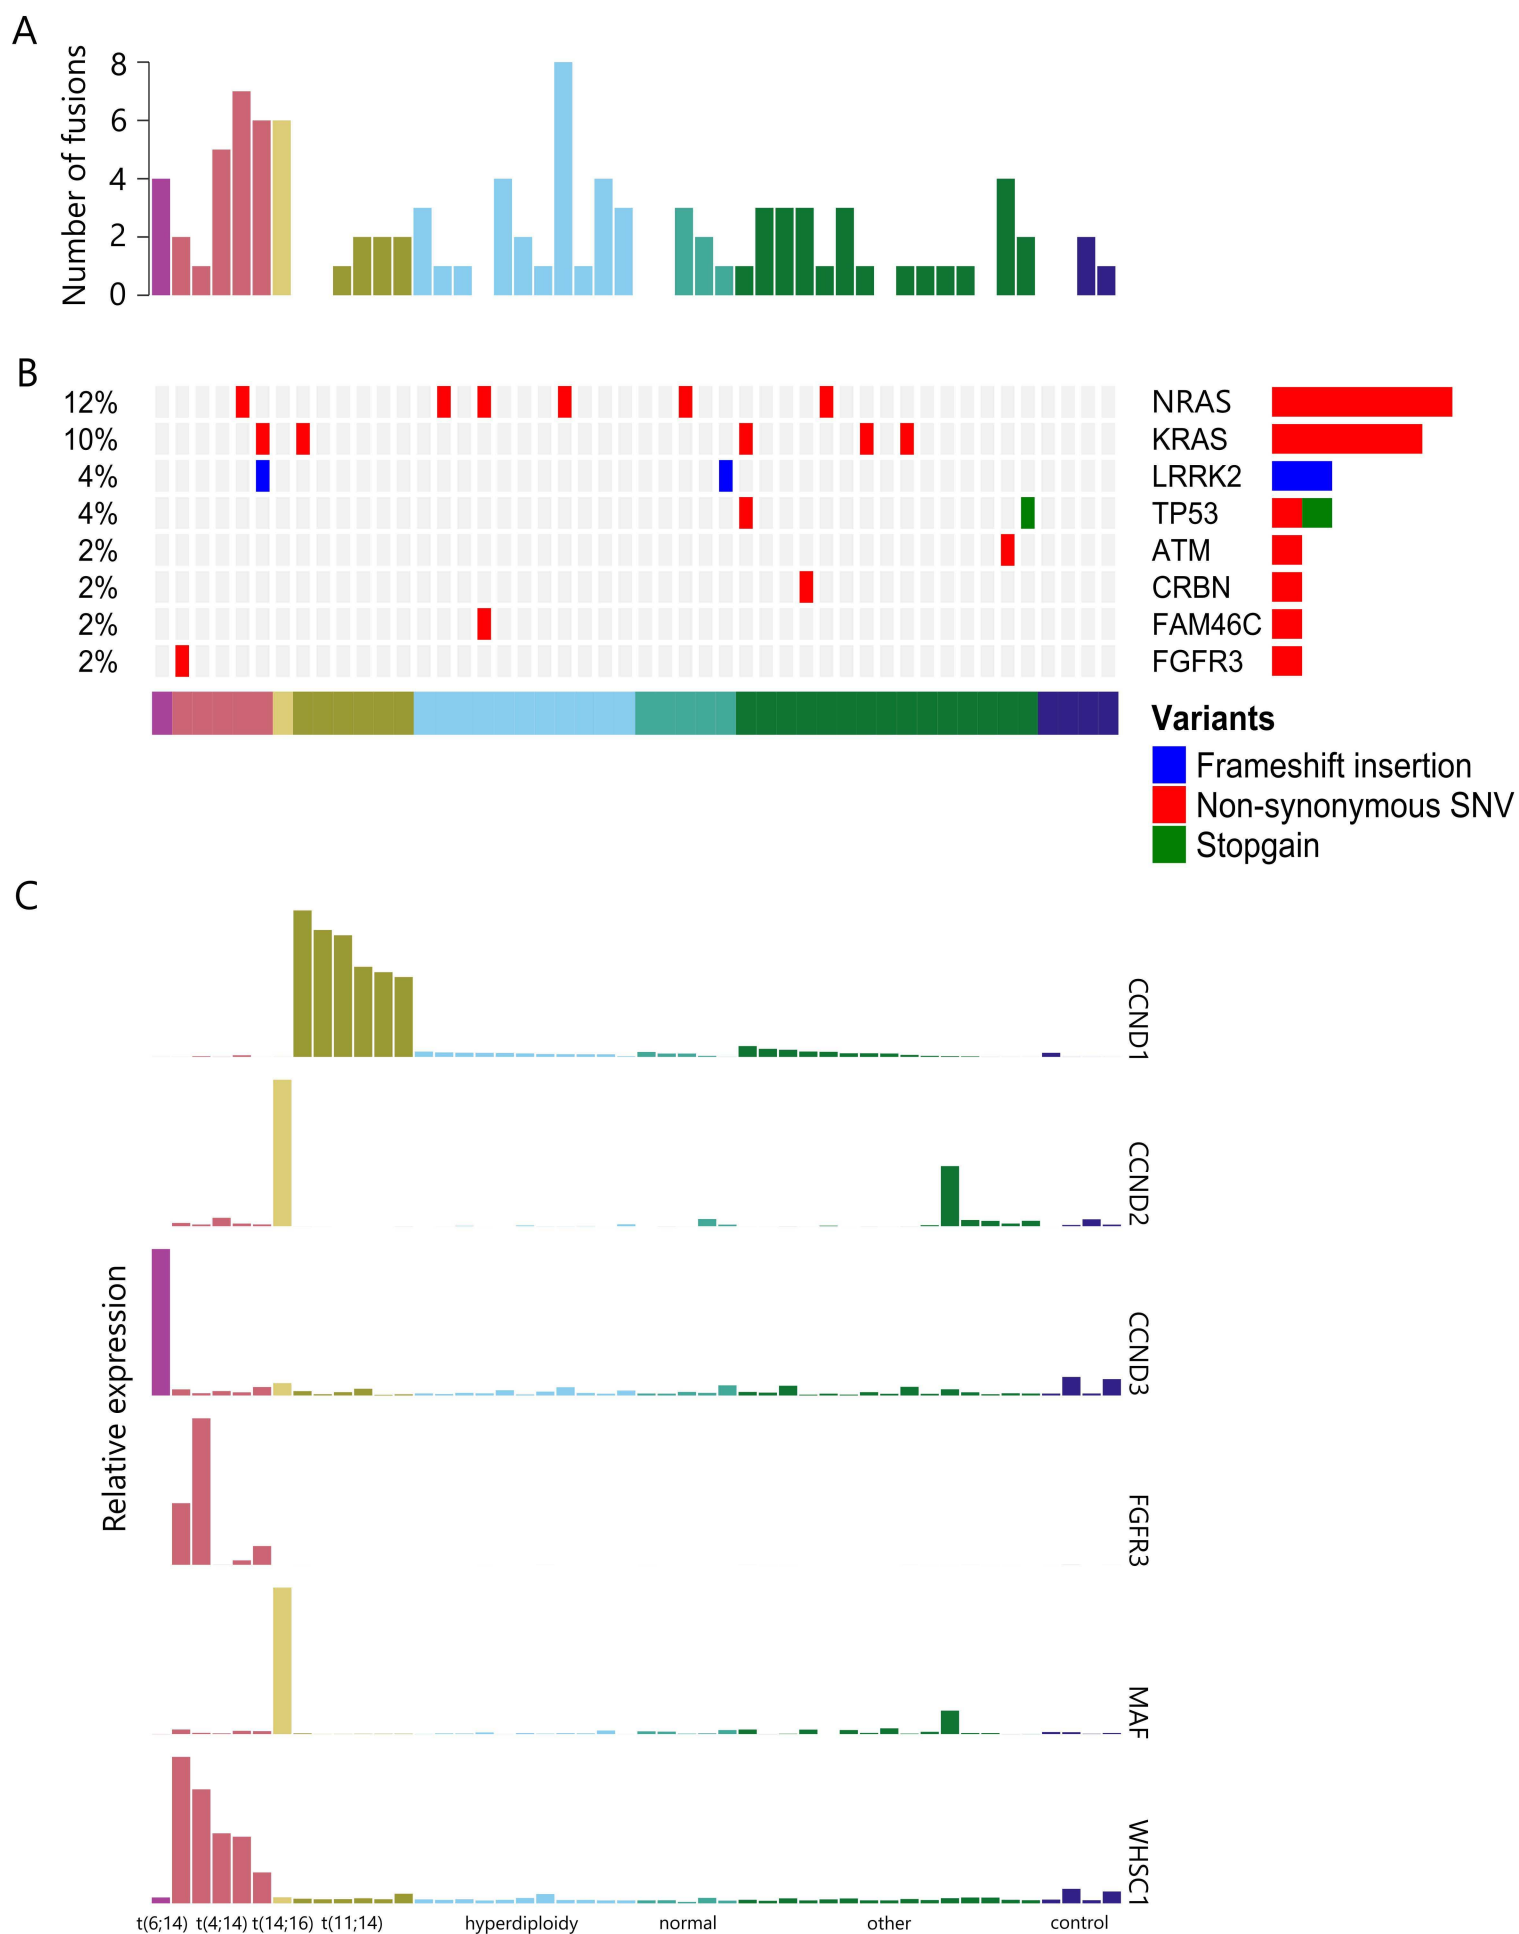 A
Number of fusions
8
6
4
2
0
B
12% NRAS
10% KRAS
4% LRRK2
4% TP53
2% ATM
2% CRBN
2% FAM46C
2% FGFR3
Variants
Frameshift insertion
Non-synonymous SNV
Stopgain
C
Relative expression
CCND1
CCND2
CCND3
FGFR3
MAF
WHSC1
t(6;14) t(4;14) t(14;16) t(11;14) hyperdiploidy normal other control